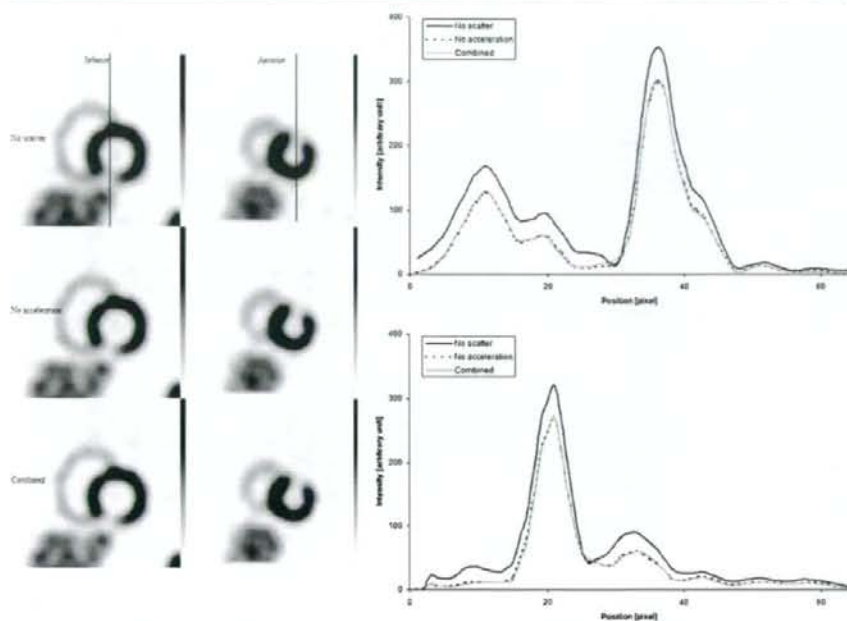 Inferior
Anterior
No scatter
No acceleration
Combined
400
300
200
100
0
0
20
40
60
Intensity [arbitrary unit]
Position [pixel]
No scatter
No acceleration
Combined
400
300
200
100
0
0
20
40
60
Intensity [arbitrary unit]
Position [pixel]
No scatter
No acceleration
Combined